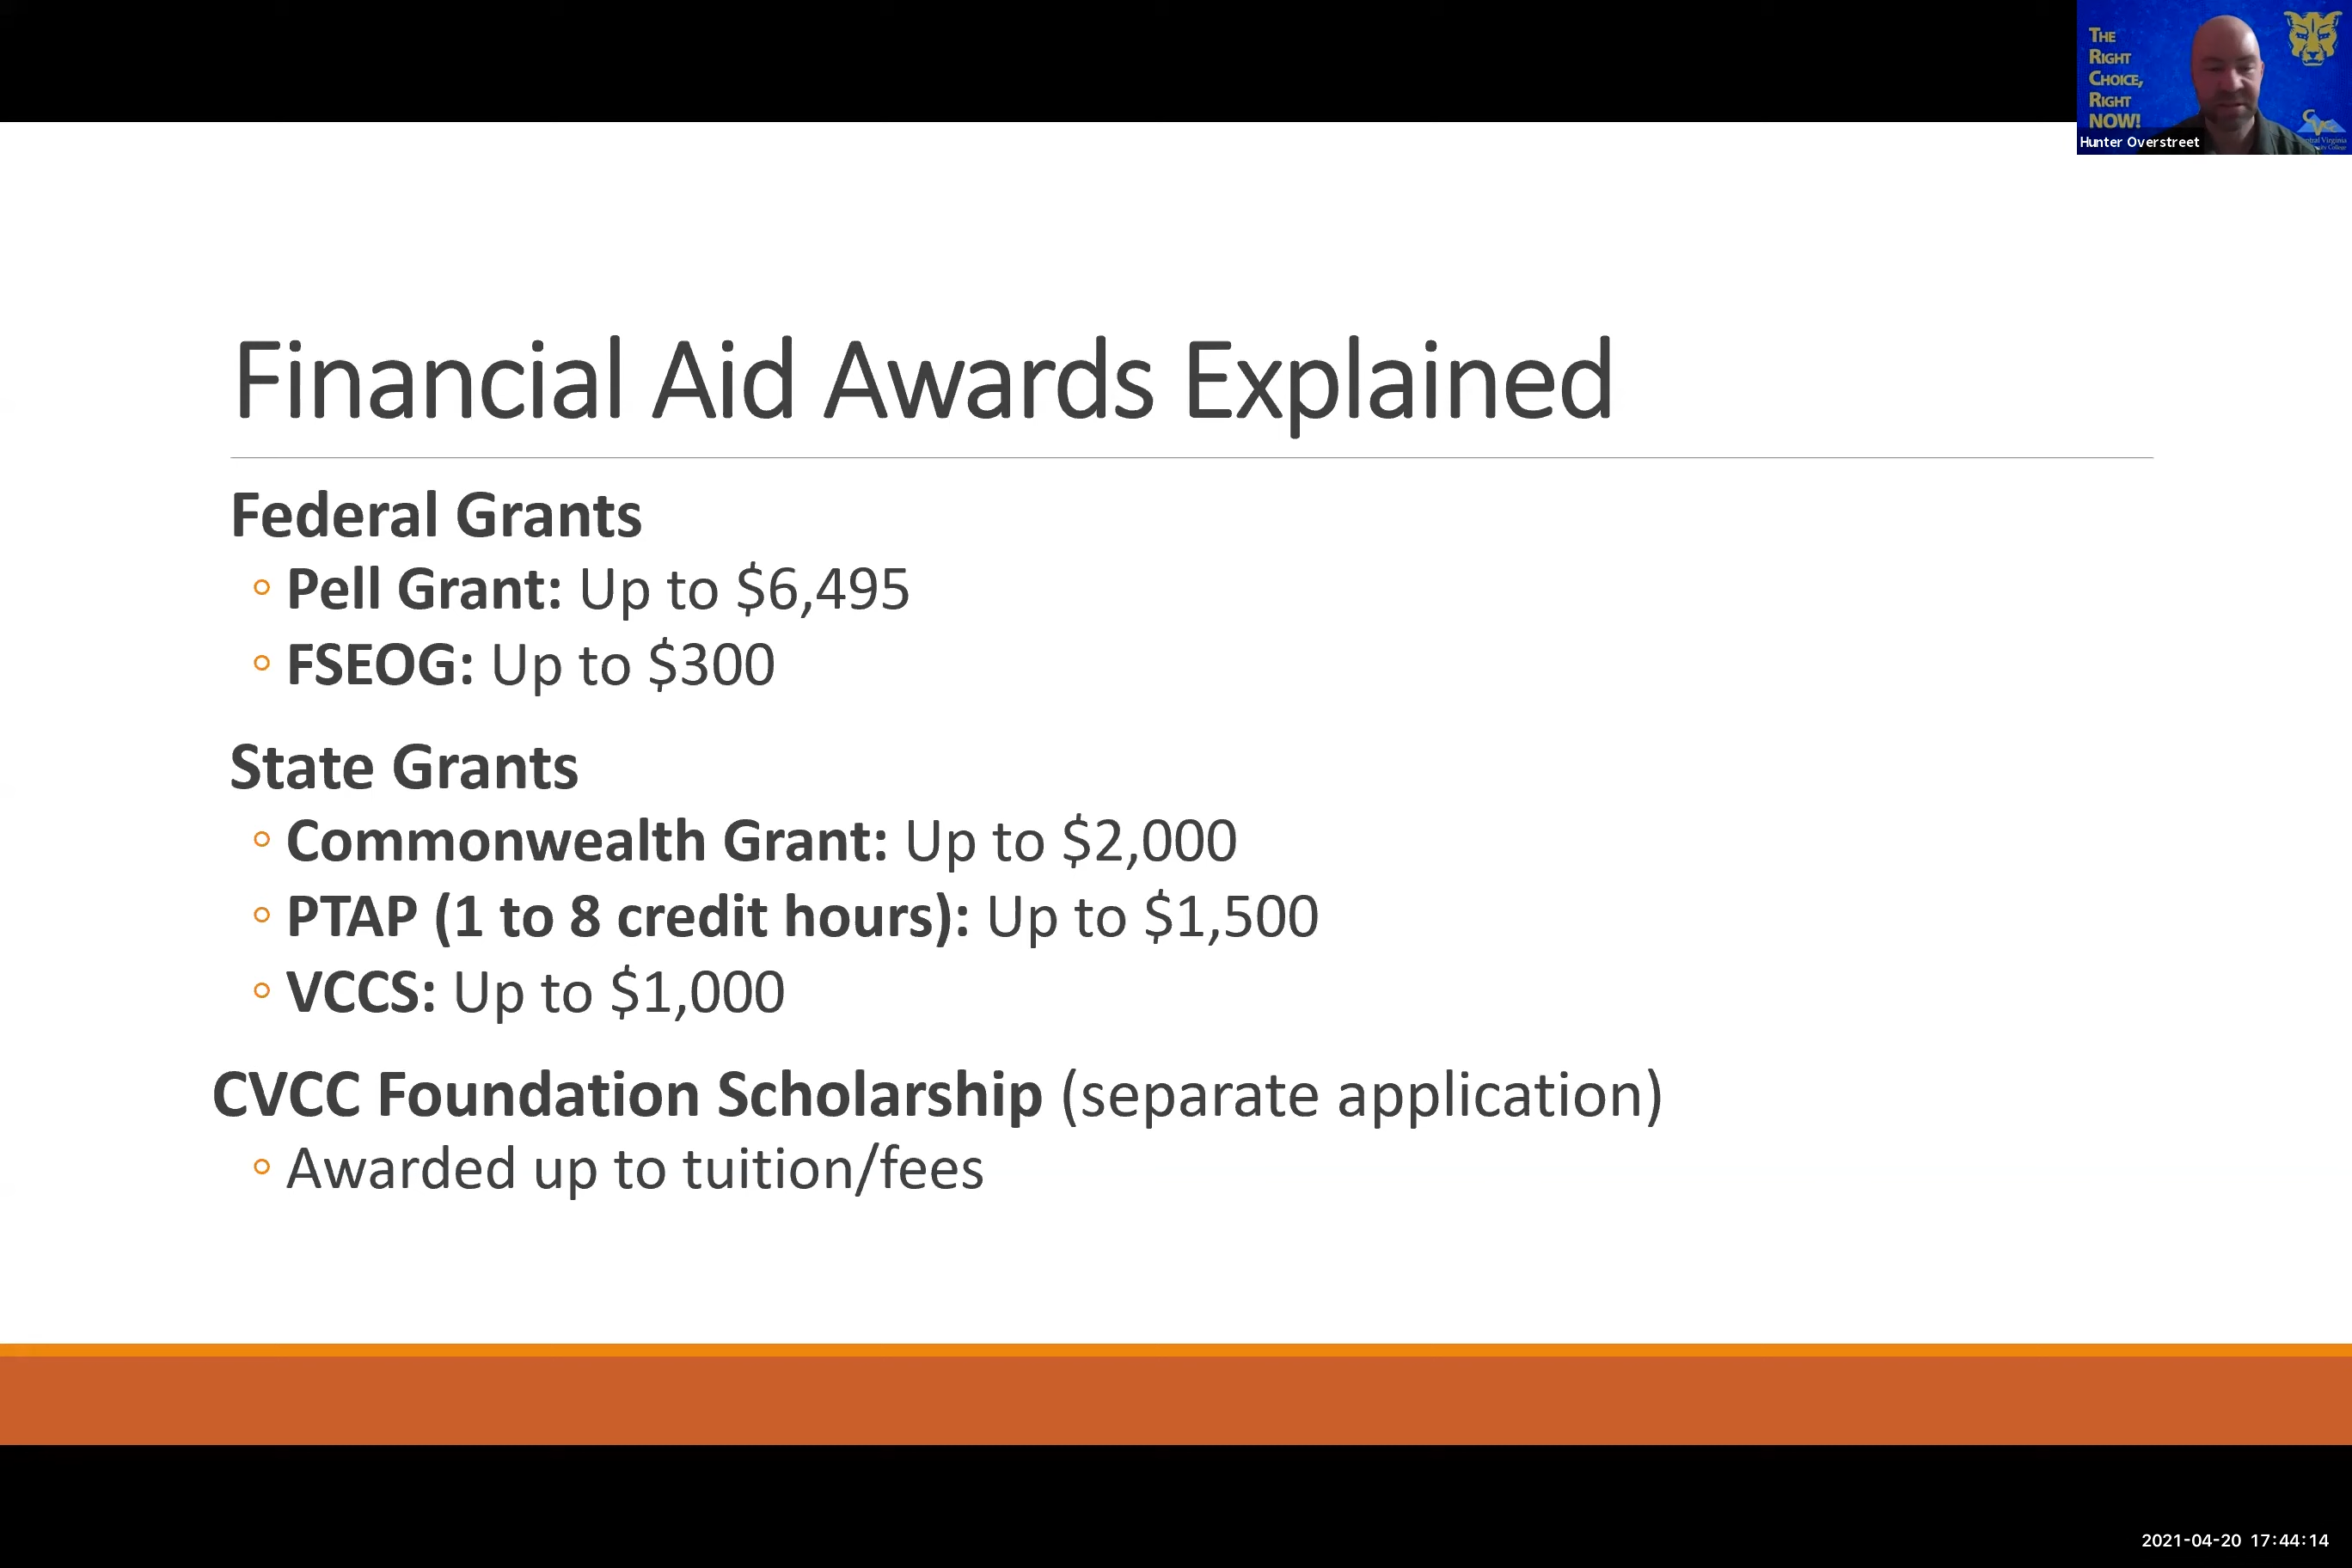 THE
RIGHT
CHOICE,
RIGHT
NOW!
Hunter Overstreet
Financial Aid Awards Explained
Federal Grants
Pell Grant: Up to $6,495
FSEOG: Up to $300
State Grants
Commonwealth Grant: Up to $2,000
PTAP (1 to 8 credit hours): Up to $1,500
VCCS: Up to $1,000
CVCC Foundation Scholarship (separate application)
Awarded up to tuition/fees
2021-04-20 17:44:14